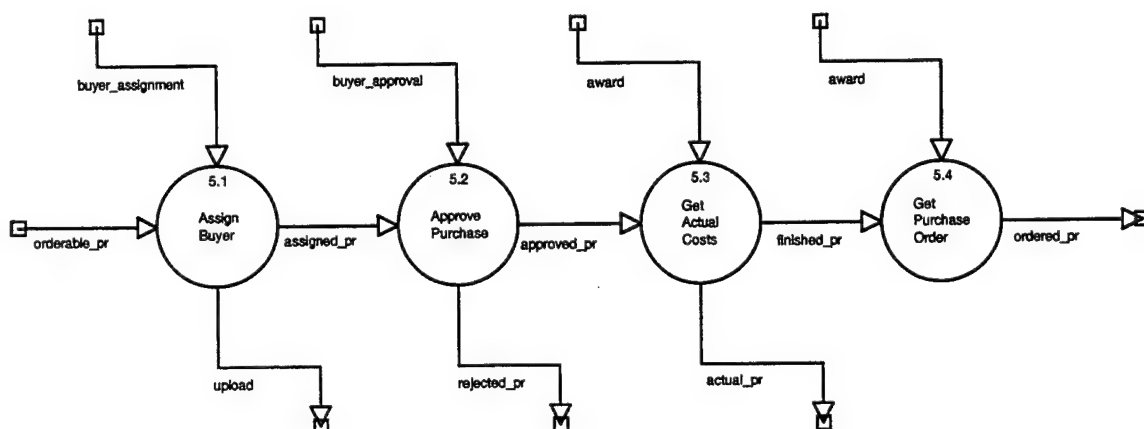 buyer_assignment
buyer_approval
award
award
5.1
Assign
Buyer
5.2
Approve
Purchase
5.3
Get
Actual
Costs
5.4
Get
Purchase
Order
orderable_pr
assigned_pr
approved_pr
finished_pr
ordered_pr
upload
rejected_pr
actual_pr